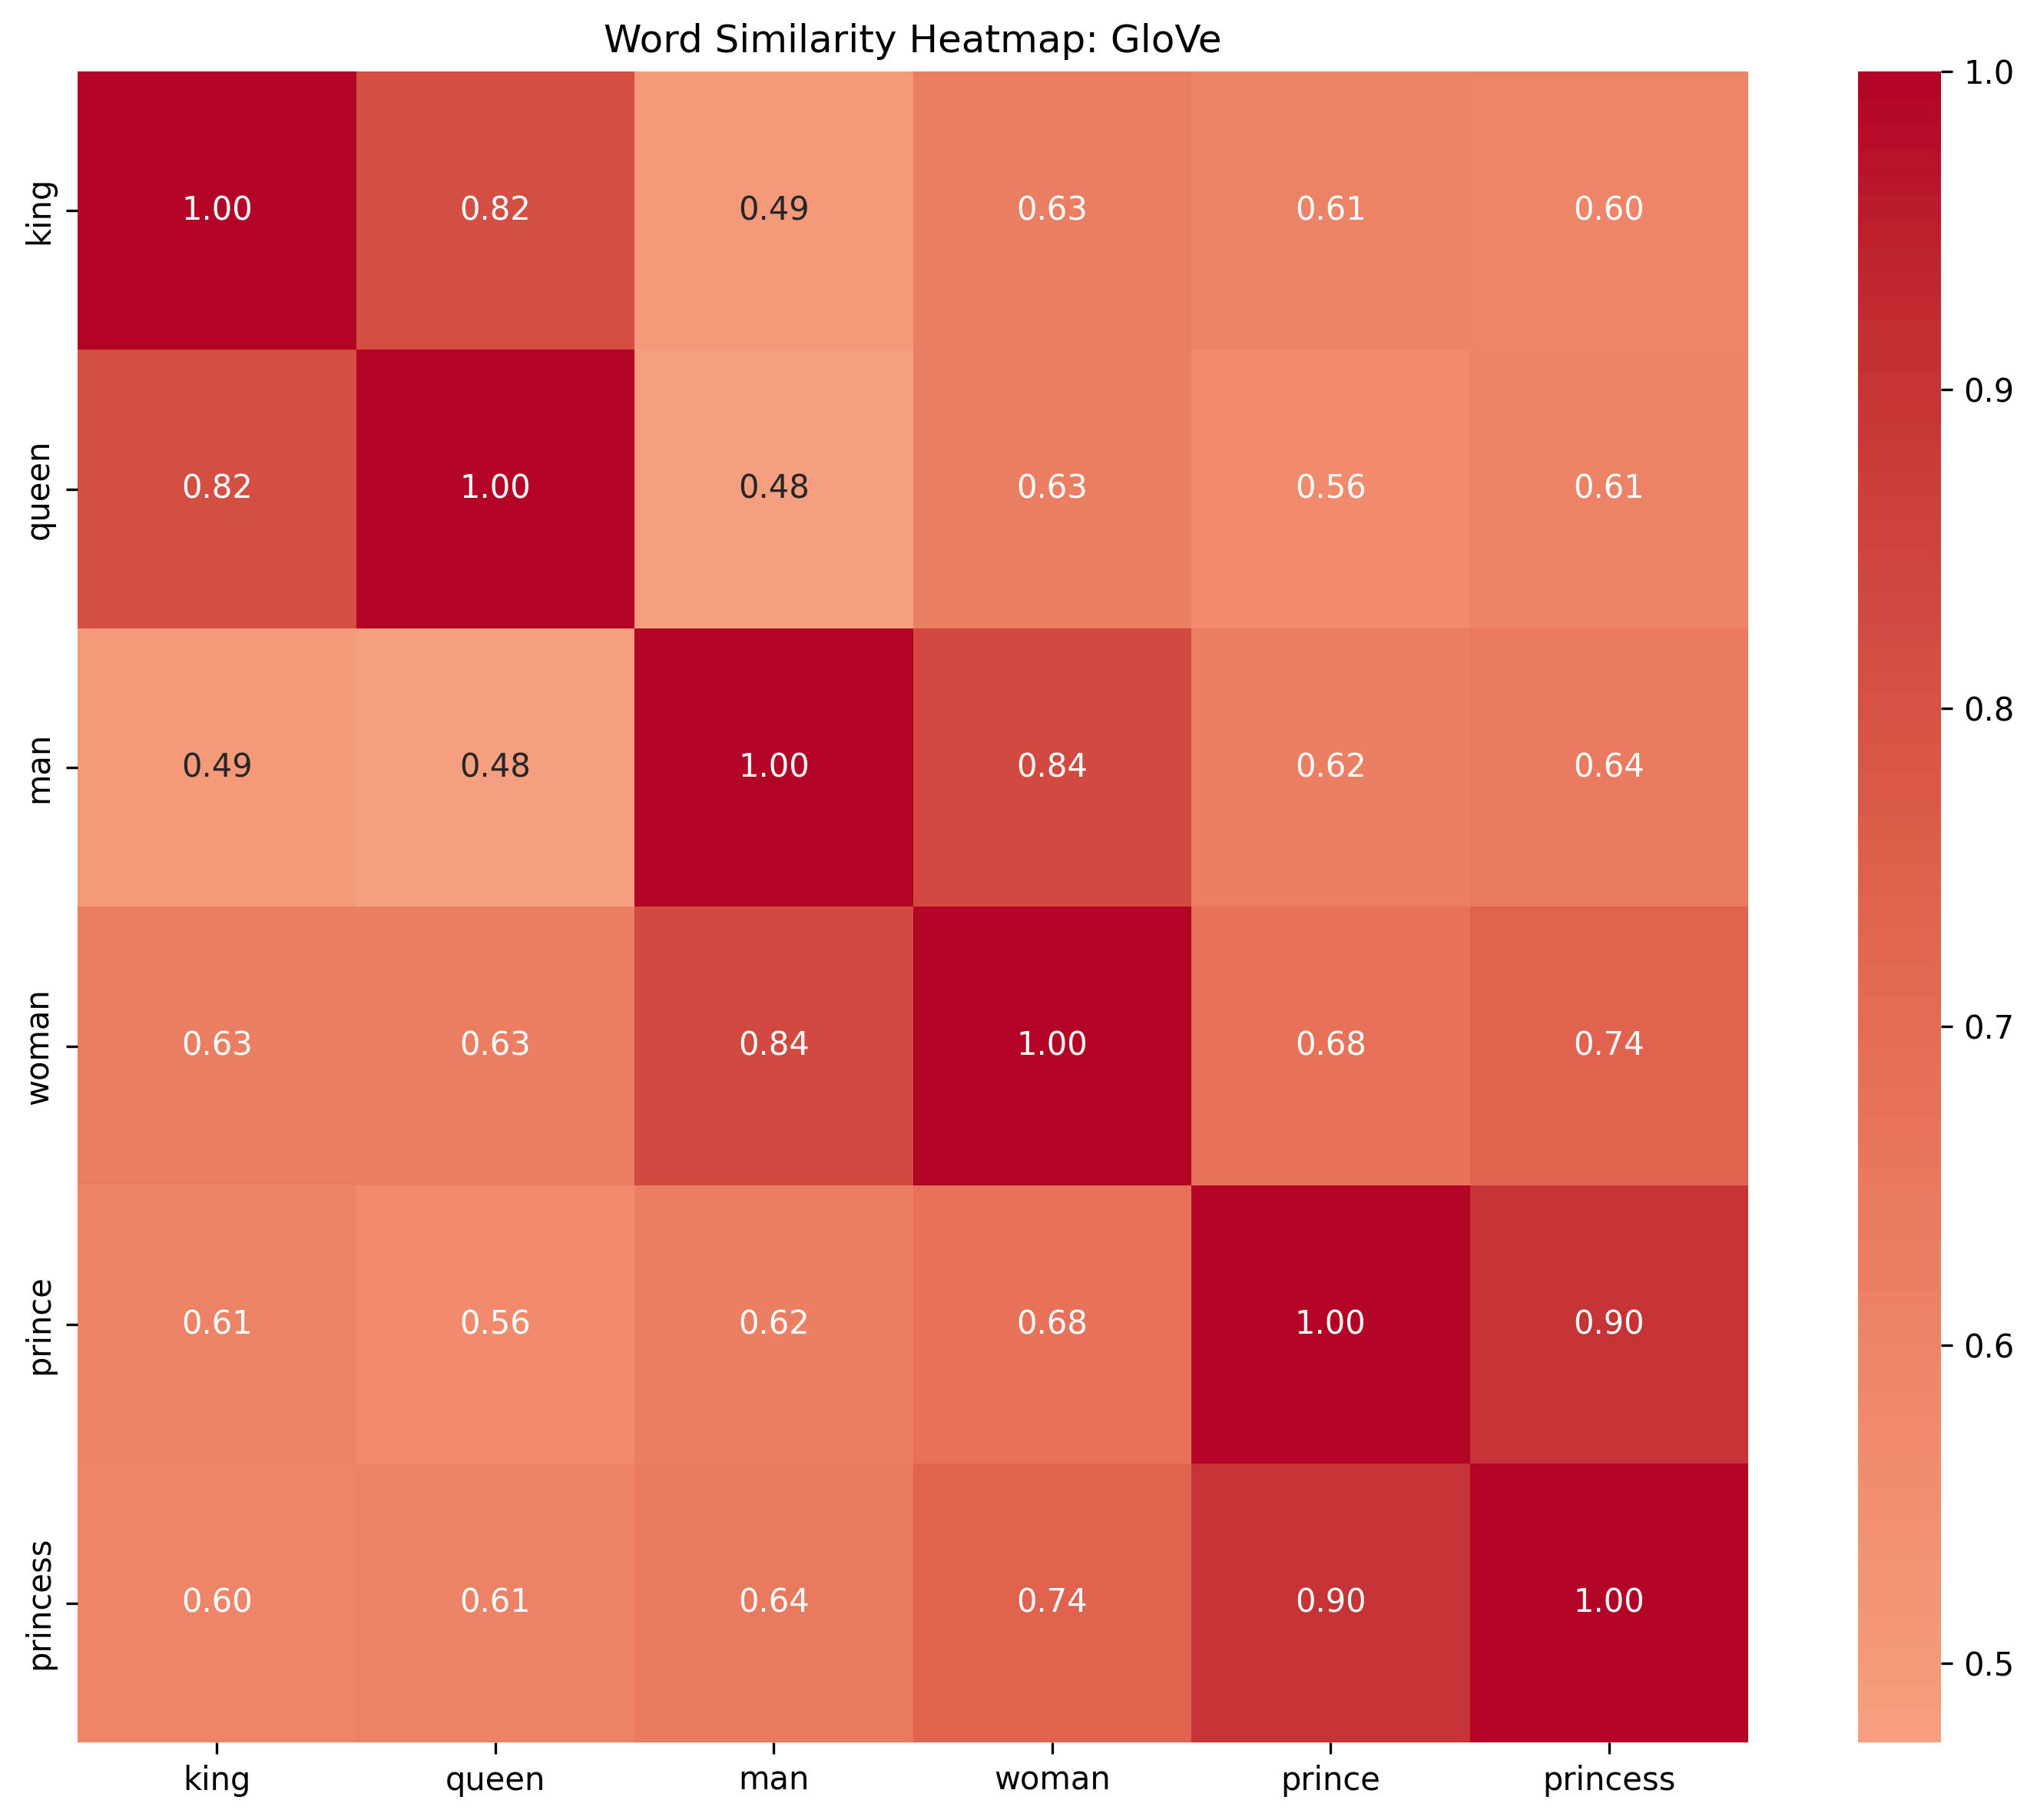 Word Similarity Heatmap: GloVe
king 1.00 0.82 0.49 0.63 0.61 0.60
queen 0.82 1.00 0.48 0.63 0.56 0.61
man 0.49 0.48 1.00 0.84 0.62 0.64
woman 0.63 0.63 0.84 1.00 0.68 0.74
prince 0.61 0.56 0.62 0.68 1.00 0.90
princess 0.60 0.61 0.64 0.74 0.90 1.00
king queen man woman prince princess
1.0
0.9
0.8
0.7
0.6
0.5